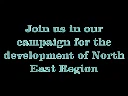 Join us in our
campaign for the
development of North
East Region